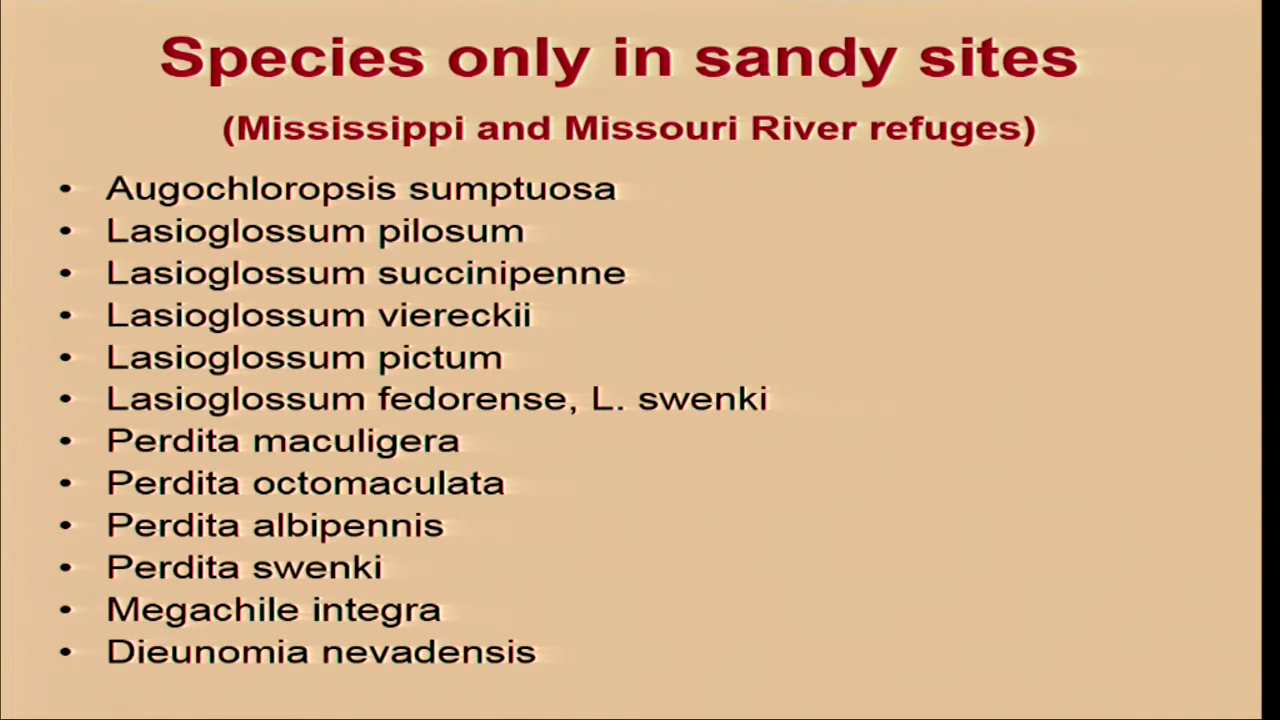 Species only in sandy sites
(Mississippi and Missouri River refuges)
• Augochloropsis sumptuosa
• Lasioglossum pilosum
• Lasioglossum succinipenne
• Lasioglossum viereckii
• Lasioglossum pictum
• Lasioglossum fedorense, L. swenki
• Perdita maculigera
• Perdita octomaculata
• Perdita albipennis
• Perdita swenki
• Megachile integra
• Dieunomia nevadensis